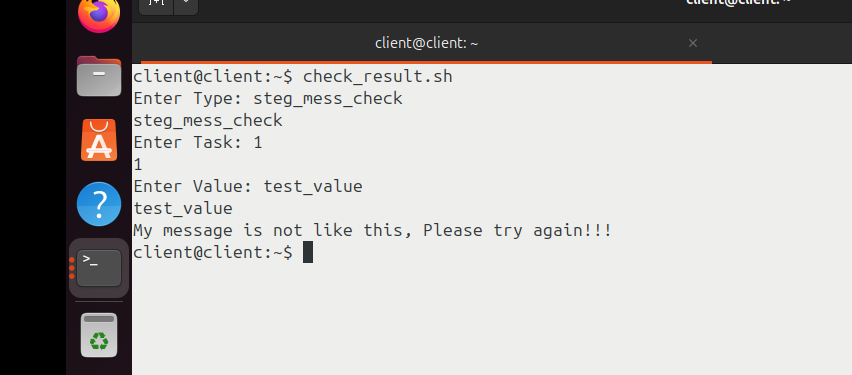 client@client: ~
client@client: ~
client@client:~$ check_result.sh
Enter Type: steg_mess_check
steg_mess_check
Enter Task: 1
1
Enter Value: test_value
test_value
My message is not like this, Please try again!!!
client@client:~$